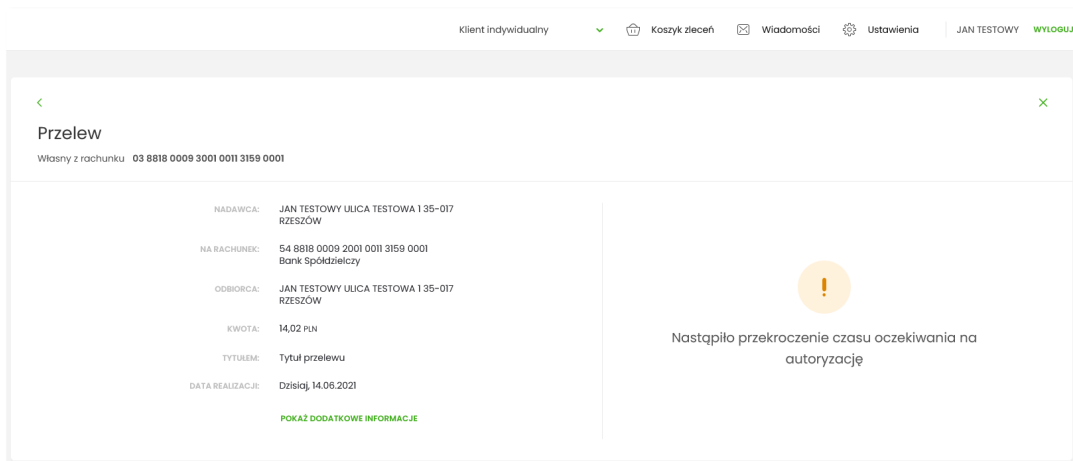 Klient indywidualny Koszyk zleceń Wiadomości Ustawienia JAN TESTOWY WYLOGUJ
Przelew
Własny z rachunku 03 8818 0009 3001 0011 3159 0001
NADAWCA: JAN TESTOWY ULICA TESTOWA 1 35-017
RZESZÓW
NA RACHUNEK: 54 8818 0009 2001 0011 3159 0001
Bank Spółdzielczy
ODBIORCA: JAN TESTOWY ULICA TESTOWA 1 35-017
RZESZÓW
KWOTA: 14,02 PLN
TYTUŁEM: Tytuł przelewu
DATA REALIZACJI: Dzisiaj, 14.06.2021
POKAŻ DODATKOWE INFORMACJE
Nastąpiło przekroczenie czasu oczekiwania na
autoryzację